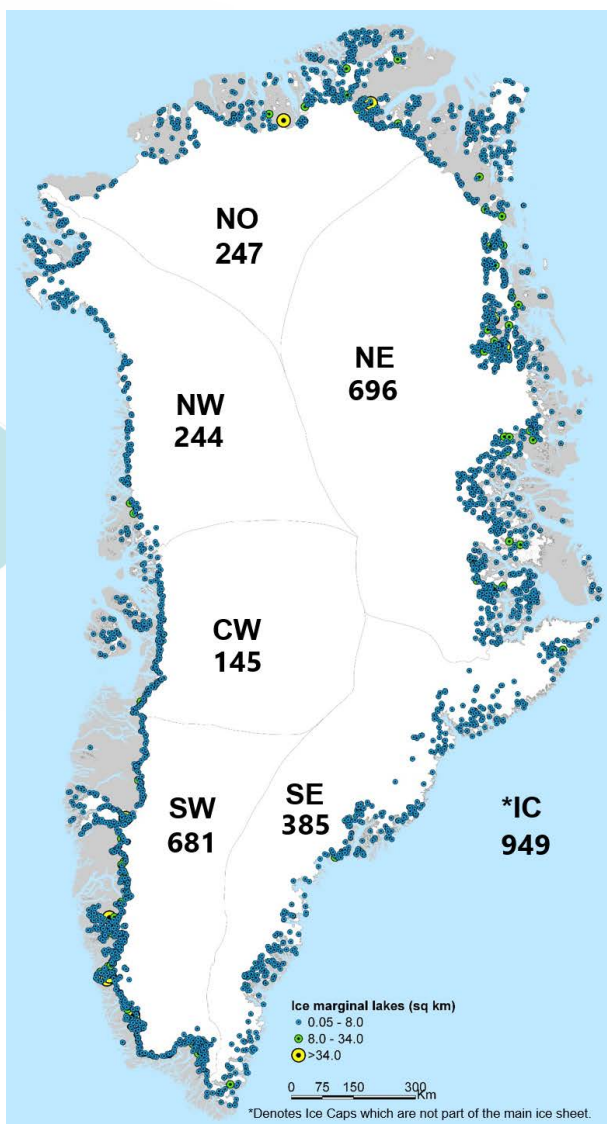 NO
247
NE
696
NW
244
CW
145
SW
681
SE
385
*IC
949
Ice marginal lakes (sq km)
0.05 - 8.0
8.0 - 34.0
>34.0
0 75 150 300
Km
*Denotes Ice Caps which are not part of the main ice sheet.